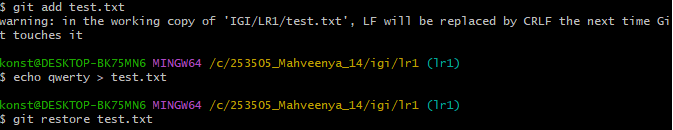 $ git add test.txt
warning: in the working copy of 'IGI/LR1/test.txt', LF will be replaced by CRLF the next time Gi
t touches it
konst@DESKTOP-BK75MN6 MINGW64 /c/253505_Mahveenya_14/igi/lr1 (lr1)
$ echo qwerty > test.txt
konst@DESKTOP-BK75MN6 MINGW64 /c/253505_Mahveenya_14/igi/lr1 (lr1)
$ git restore test.txt